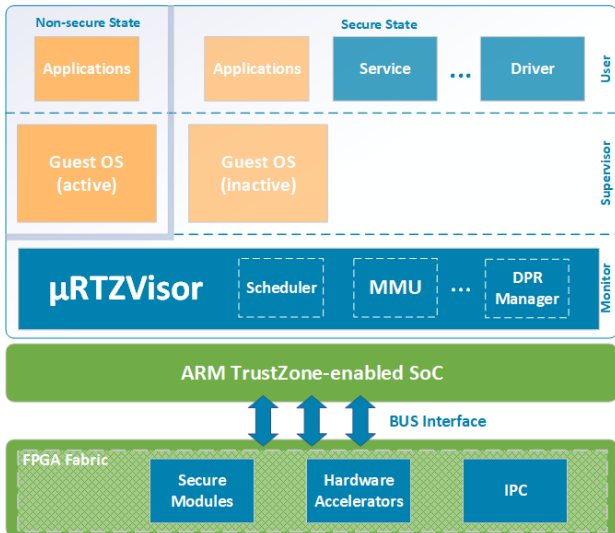 Non-secure State
Secure State
Applications
Applications
Service
...
Driver
User
Guest OS
(active)
Guest OS
(inactive)
Supervisor
µRTZVisor
Scheduler
MMU
...
DPR
Manager
Monitor
ARM TrustZone-enabled SoC
BUS Interface
FPGA Fabric
Secure
Modules
Hardware
Accelerators
IPC